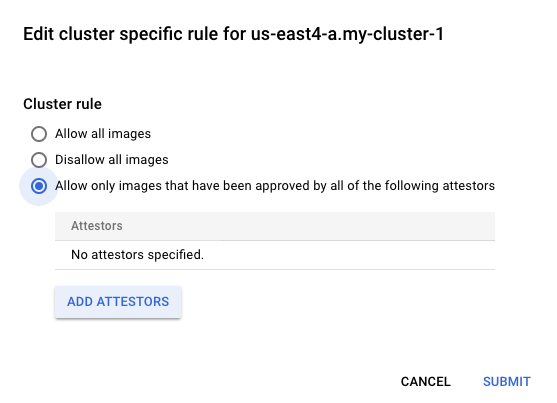 Edit cluster specific rule for us-east4-a.my-cluster-1
Cluster rule
Allow all images
Disallow all images
Allow only images that have been approved by all of the following attestors
Attestors
No attestors specified.
ADD ATTESTORS
CANCEL SUBMIT